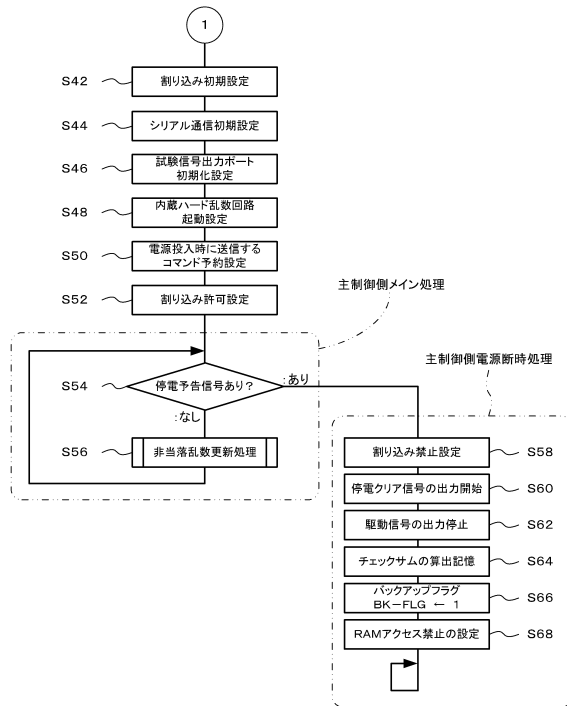 1
S42
割り込み初期設定
S44
シリアル通信初期設定
S46
試験信号出力ポート
初期化設定
S48
内蔵ハード乱数回路
起動設定
S50
電源投入時に送信する
コマンド予約設定
S52
割り込み許可設定
主制御側メイン処理
主制御側電源断時処理
S54
停電予告信号あり？
:あり
:なし
S56
非当落乱数更新処理
割り込み禁止設定
S58
停電クリア信号の出力開始
S60
駆動信号の出力停止
S62
チェックサムの算出記憶
S64
バックアップフラグ
BK−FLG ← 1
S66
RAMアクセス禁止の設定
S68